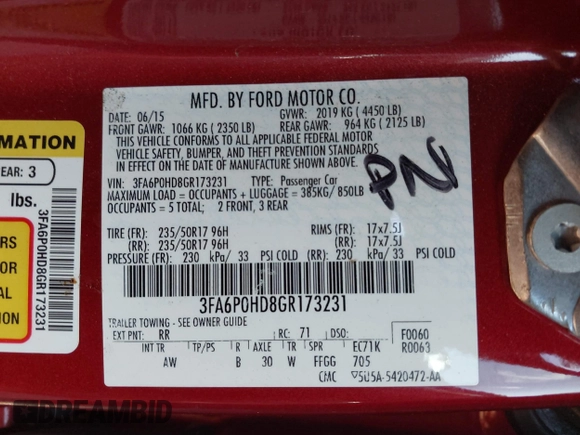 MFD. BY FORD MOTOR CO.
DATE: 06/15 GVWR: 2019 KG (4450 LB)
FRONT GAWR: 1066 KG (2350 LB) REAR GAWR: 964 KG (2125 LB)
THIS VEHICLE CONFORMS TO ALL APPLICABLE FEDERAL MOTOR
VEHICLE SAFETY, BUMPER, AND THEFT PREVENTION STANDARDS
IN EFFECT ON THE DATE OF MANUFACTURE SHOWN ABOVE.
VIN: 3FA6P0HD8GR173231 TYPE: Passenger Car
MAXIMUM LOAD = OCCUPANTS + LUGGAGE = 385KG/ 850LB
OCCUPANTS = 5 TOTAL; 2 FRONT, 3 REAR
PN
TIRE (FR): 235/50R17 96H RIMS (FR): 17x7.5J
(RR): 235/50R17 96H (RR): 17x7.5J
PRESSURE (FR): 230 kPa/ 33 PSI COLD (RR): 230 kPa/ 33 PSI COLD
3FA6P0HD8GR173231
TRAILER TOWING - SEE OWNER GUIDE
EXT PNT: RR RC: 71 DSO: F0060
INT TR TP/PS R AXLE TR EC71K R0063
AW B 30 W FFGG 705
CMC 5U5A-5420472-AA
MATION
EAR: 3
lbs.
3FA6P0HD8GR173231
RS
OR
ATION
DREAMBID